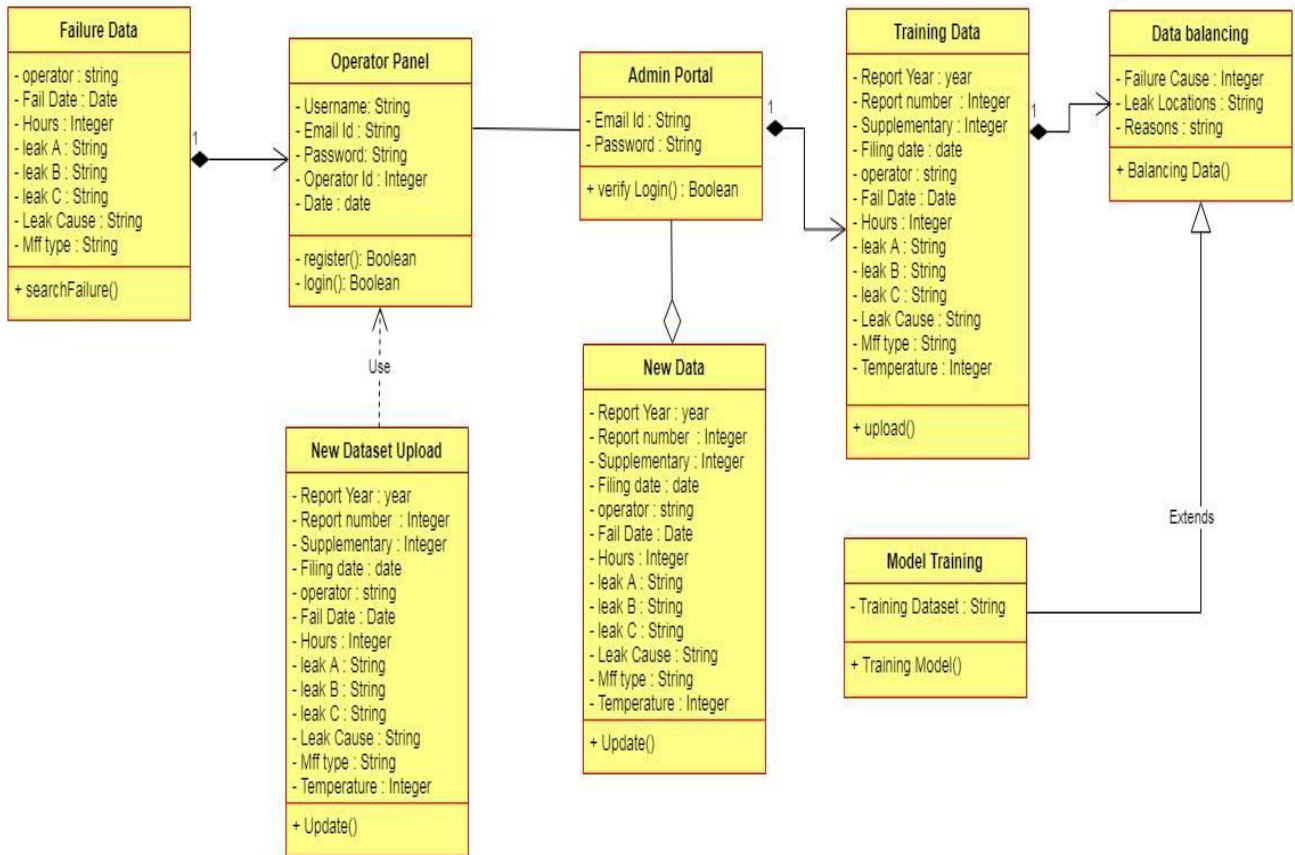 Failure Data
- operator : string
- Fail Date : Date
- Hours : Integer
- leak A : String
- leak B : String
- leak C : String
- Leak Cause : String
- Mff type : String
+ searchFailure()
1
Operator Panel
- Username: String
- Email Id : String
- Password: String
- Operator Id : Integer
- Date : date
- register(): Boolean
- login(): Boolean
Use
New Dataset Upload
- Report Year : year
- Report number : Integer
- Supplementary : Integer
- Filing date : date
- operator : string
- Fail Date : Date
- Hours : Integer
- leak A : String
- leak B : String
- leak C : String
- Leak Cause : String
- Mff type : String
- Temperature : Integer
+ Update()
Admin Portal
- Email Id : String
- Password : String
+ verify Login() : Boolean
1
New Data
- Report Year : year
- Report number : Integer
- Supplementary : Integer
- Filing date : date
- operator : string
- Fail Date : Date
- Hours : Integer
- leak A : String
- leak B : String
- leak C : String
- Leak Cause : String
- Mff type : String
- Temperature : Integer
+ Update()
Training Data
- Report Year : year
- Report number : Integer
- Supplementary : Integer
- Filing date : date
- operator : string
- Fail Date : Date
- Hours : Integer
- leak A : String
- leak B : String
- leak C : String
- Leak Cause : String
- Mff type : String
- Temperature : Integer
+ upload()
1
Data balancing
- Failure Cause : Integer
- Leak Locations : String
- Reasons : string
+ Balancing Data()
Extends
Model Training
- Training Dataset : String
+ Training Model()